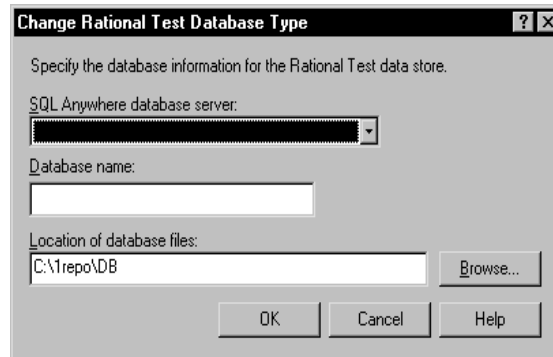 Change Rational Test Database Type
Specify the database information for the Rational Test data store.
SQL Anywhere database server:
Database name:
Location of database files:
C:\1repo\DB
Browse...
OK
Cancel
Help